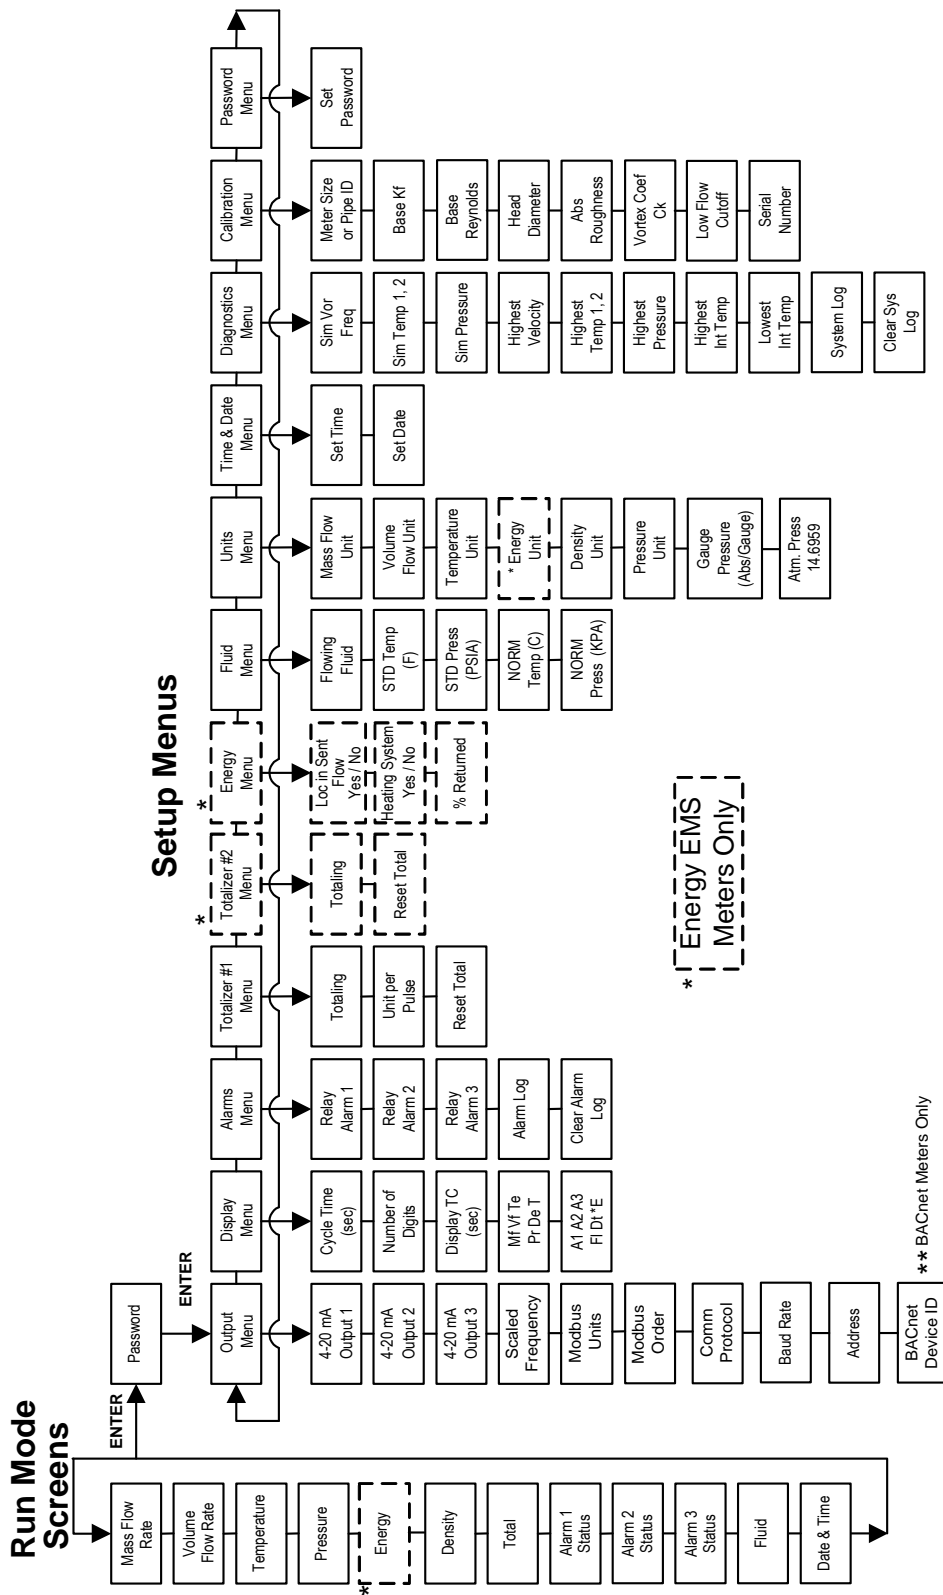 Run Mode
Screens
Mass Flow
Rate
Volume
Flow Rate
Temperature
Pressure
*
Energy
Density
Total
Alarm 1
Status
Alarm 2
Status
Alarm 3
Status
Fluid
Date & Time
ENTER
Password
ENTER
Setup Menus
Output
Menu
4-20 mA
Output 1
4-20 mA
Output 2
4-20 mA
Output 3
Scaled
Frequency
Modbus
Units
Modbus
Order
Comm
Protocol
Baud Rate
Address
BACnet
Device ID
** BACnet Meters Only
Display
Menu
Cycle Time
(sec)
Number of
Digits
Display TC
(sec)
Mf Vf Te
Pr De T
A1 A2 A3
Fl Dt *E
Alarms
Menu
Relay
Alarm 1
Relay
Alarm 2
Relay
Alarm 3
Alarm Log
Clear Alarm
Log
Totalizer #1
Menu
Totaling
Unit per
Pulse
Reset Total
*
Totalizer #2
Menu
Totaling
Reset Total
*
Energy
Menu
Loc in Sent
Flow
Yes / No
Heating System
Yes / No
% Returned
* Energy EMS
Meters Only
Fluid
Menu
Flowing
Fluid
STD Temp
(F)
STD Press
(PSIA)
NORM
Temp (C)
NORM
Press (KPA)
Units
Menu
Mass Flow
Unit
Volume
Flow Unit
Temperature
Unit
* Energy
Unit
Density
Unit
Pressure
Unit
Gauge
Pressure
(Abs/Gauge)
Atm. Press
14.6959
Time & Date
Menu
Set Time
Set Date
Diagnostics
Menu
Sim Vor
Freq
Sim Temp 1, 2
Sim Pressure
Highest
Velocity
Highest
Temp 1, 2
Highest
Pressure
Highest
Int Temp
Lowest
Int Temp
System Log
Clear Sys
Log
Calibration
Menu
Meter Size
or Pipe ID
Base Kf
Base
Reynolds
Head
Diameter
Abs
Roughness
Vortex Coef
Ck
Low Flow
Cutoff
Serial
Number
Password
Menu
Set
Password